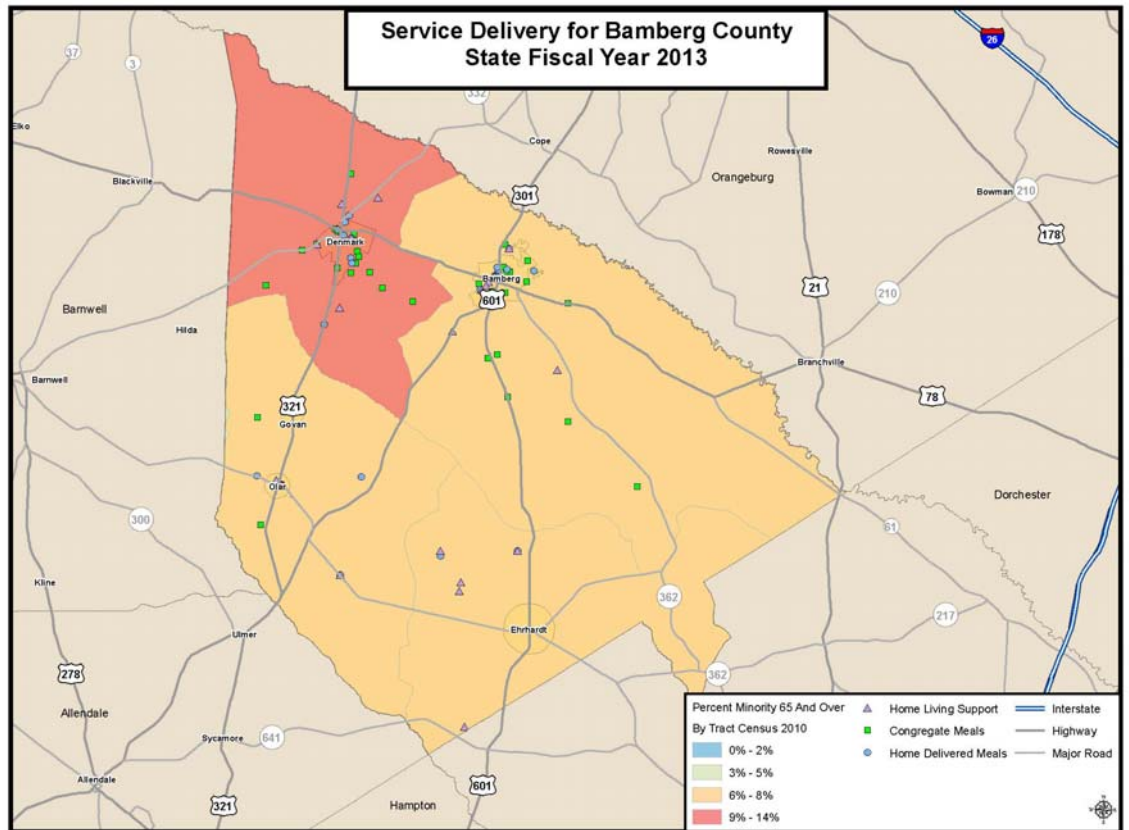 Service Delivery for Bamberg County
State Fiscal Year 2013
26
37
3
332
Elko
Cope
Rowesville
Blackville
Orangeburg
301
Bowman
210
178
Denmark
Bamberg
601
21
210
Barnwell
Hilda
Branchville
Barnwell
321
78
Govan
Olar
Dorchester
300
61
Kline
362
217
Ehrhardt
Ulmer
278
362
Allendale
Sycamore
641
Allendale
321
Hampton
601
Percent Minority 65 And Over
By Tract Census 2010
0% - 2%
3% - 5%
6% - 8%
9% - 14%
Home Living Support
Congregate Meals
Home Delivered Meals
Interstate
Highway
Major Road